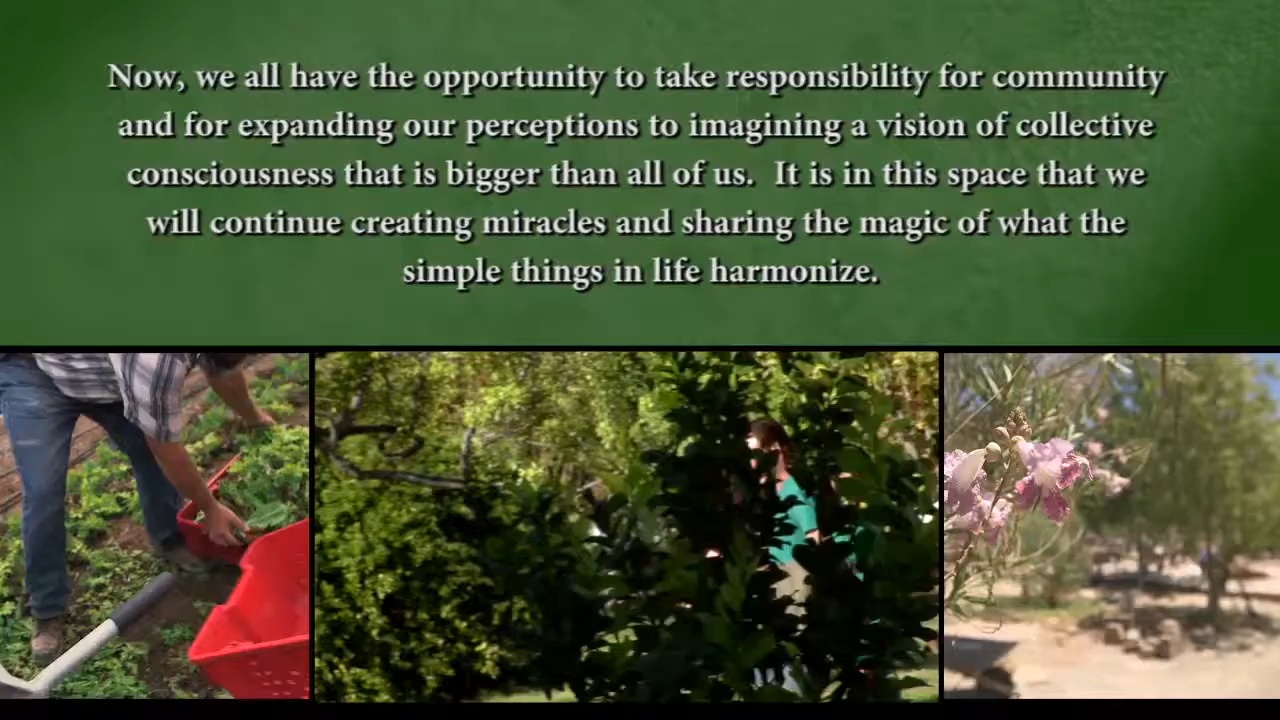 Now, we all have the opportunity to take responsibility for community
and for expanding our perceptions to imagining a vision of collective
consciousness that is bigger than all of us.  It is in this space that we
will continue creating miracles and sharing the magic of what the
simple things in life harmonize.